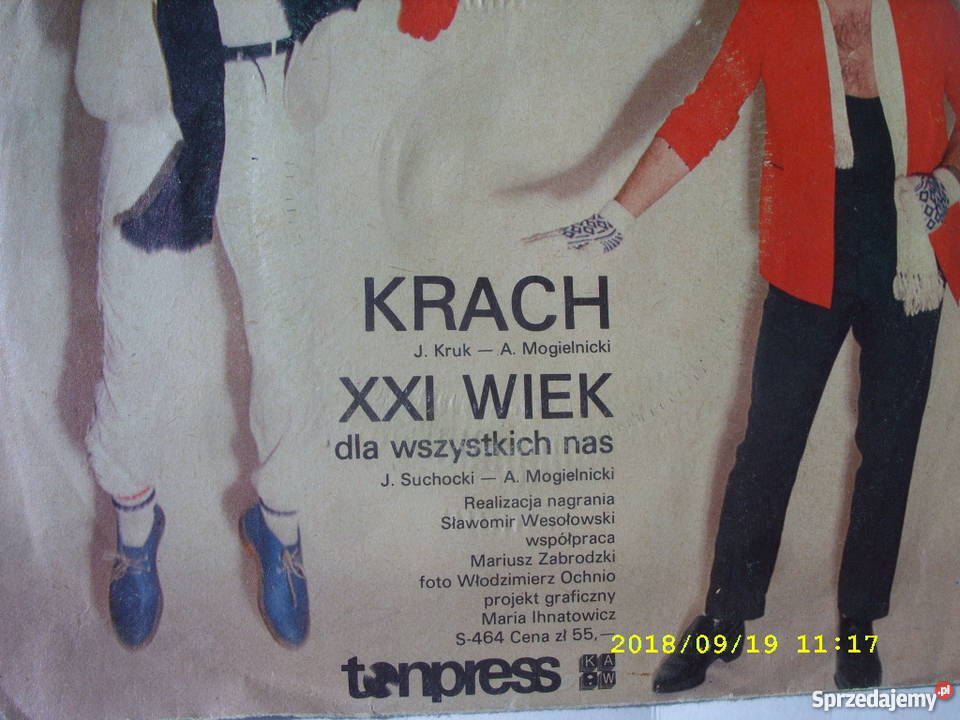 KRACH
J. Kruk — A. Mogielnicki
XXI WIEK
dla wszystkich nas
J. Suchocki — A. Mogielnicki
Realizacja nagrania
Sławomir Wesołowski
współpraca
Mariusz Zabrodzki
foto Włodzimierz Ochnio
projekt graficzny
Maria Ihnatowicz
S-464 Cena zł 55,—
2018/09/19 11:17
tonpress KAW
Sprzedajemy.pl